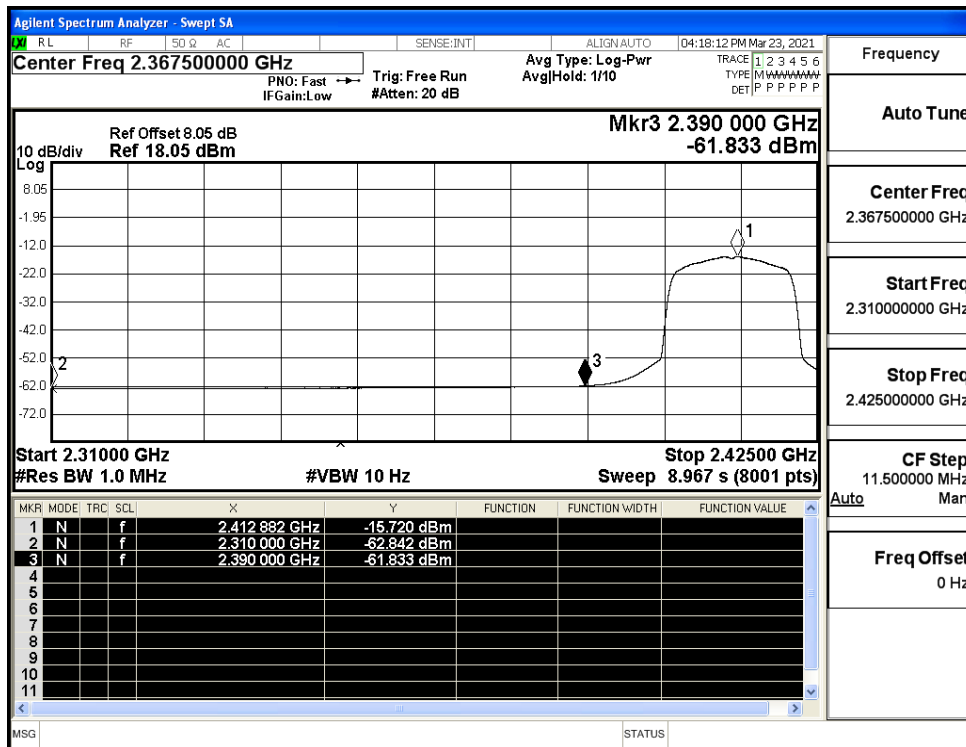 Agilent Spectrum Analyzer - Swept SA
LXI RL RF 50 Ω AC SENSE:INT ALIGNAUTO 04:18:12 PM Mar 23, 2021
Center Freq 2.367500000 GHz
PNO: Fast
IFGain:Low
Trig: Free Run
#Atten: 20 dB
Avg Type: Log-Pwr
Avg|Hold: 1/10
TRACE 1 2 3 4 5 6
TYPE M W W W W W
DET P P P P P P
Mkr3 2.390 000 GHz
-61.833 dBm
Ref Offset 8.05 dB
10 dB/div Ref 18.05 dBm
Log
8.05
-1.95
-12.0
-22.0
-32.0
-42.0
-52.0
-62.0
-72.0
1
2
3
Start 2.31000 GHz Stop 2.42500 GHz
#Res BW 1.0 MHz #VBW 10 Hz Sweep 8.967 s (8001 pts)
MKR MODE TRC SCL X Y FUNCTION FUNCTION WIDTH FUNCTION VALUE
1 N f 2.412 882 GHz -15.720 dBm
2 N f 2.310 000 GHz -62.842 dBm
3 N f 2.390 000 GHz -61.833 dBm
4
5
6
7
8
9
10
11
MSG STATUS
Frequency
Auto Tune
Center Freq
2.367500000 GHz
Start Freq
2.310000000 GHz
Stop Freq
2.425000000 GHz
CF Step
11.500000 MHz
Auto Man
Freq Offset
0 Hz